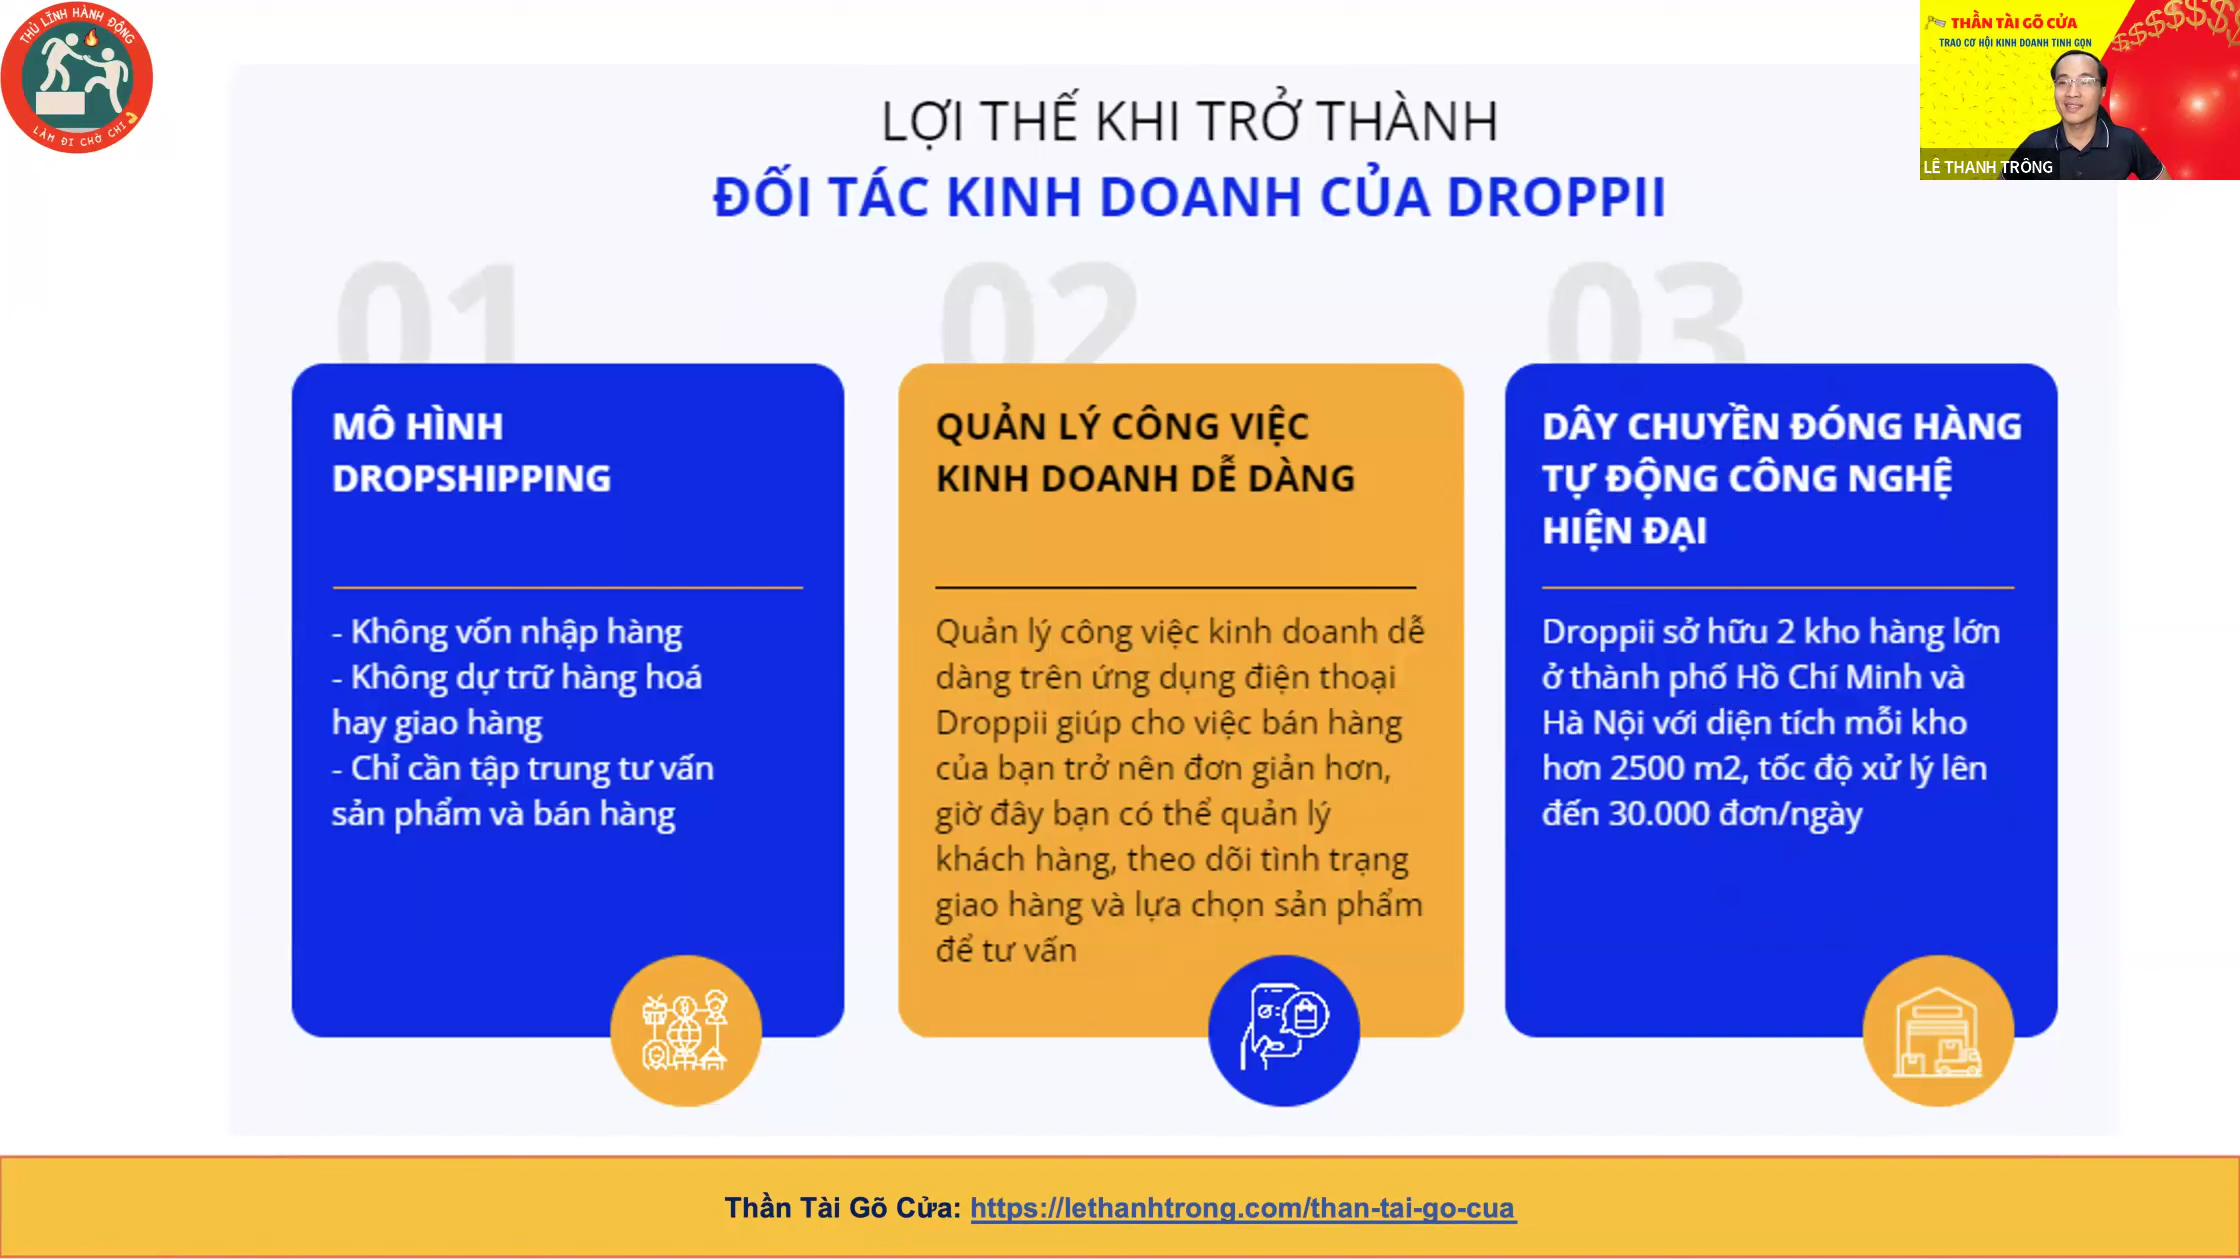 THỦ LĨNH HÀNH ĐỘNG
LÀM ĐI CHỜ CHI
THẦN TÀI GÕ CỬA
TRAO CƠ HỘI KINH DOANH TINH GỌN
LÊ THANH TRÔNG
LỢI THẾ KHI TRỞ THÀNH
ĐỐI TÁC KINH DOANH CỦA DROPPII
01
MÔ HÌNH
DROPSHIPPING
- Không vốn nhập hàng
- Không dự trữ hàng hoá
hay giao hàng
- Chỉ cần tập trung tư vấn
sản phẩm và bán hàng
02
QUẢN LÝ CÔNG VIỆC
KINH DOANH DỄ DÀNG
Quản lý công việc kinh doanh dễ
dàng trên ứng dụng điện thoại
Droppii giúp cho việc bán hàng
của bạn trở nên đơn giản hơn,
giờ đây bạn có thể quản lý
khách hàng, theo dõi tình trạng
giao hàng và lựa chọn sản phẩm
để tư vấn
03
DÂY CHUYỀN ĐÓNG HÀNG
TỰ ĐỘNG CÔNG NGHỆ
HIỆN ĐẠI
Droppii sở hữu 2 kho hàng lớn
ở thành phố Hồ Chí Minh và
Hà Nội với diện tích mỗi kho
hơn 2500 m2, tốc độ xử lý lên
đến 30.000 đơn/ngày
Thần Tài Gõ Cửa: https://lethanhtrong.com/than-tai-go-cua